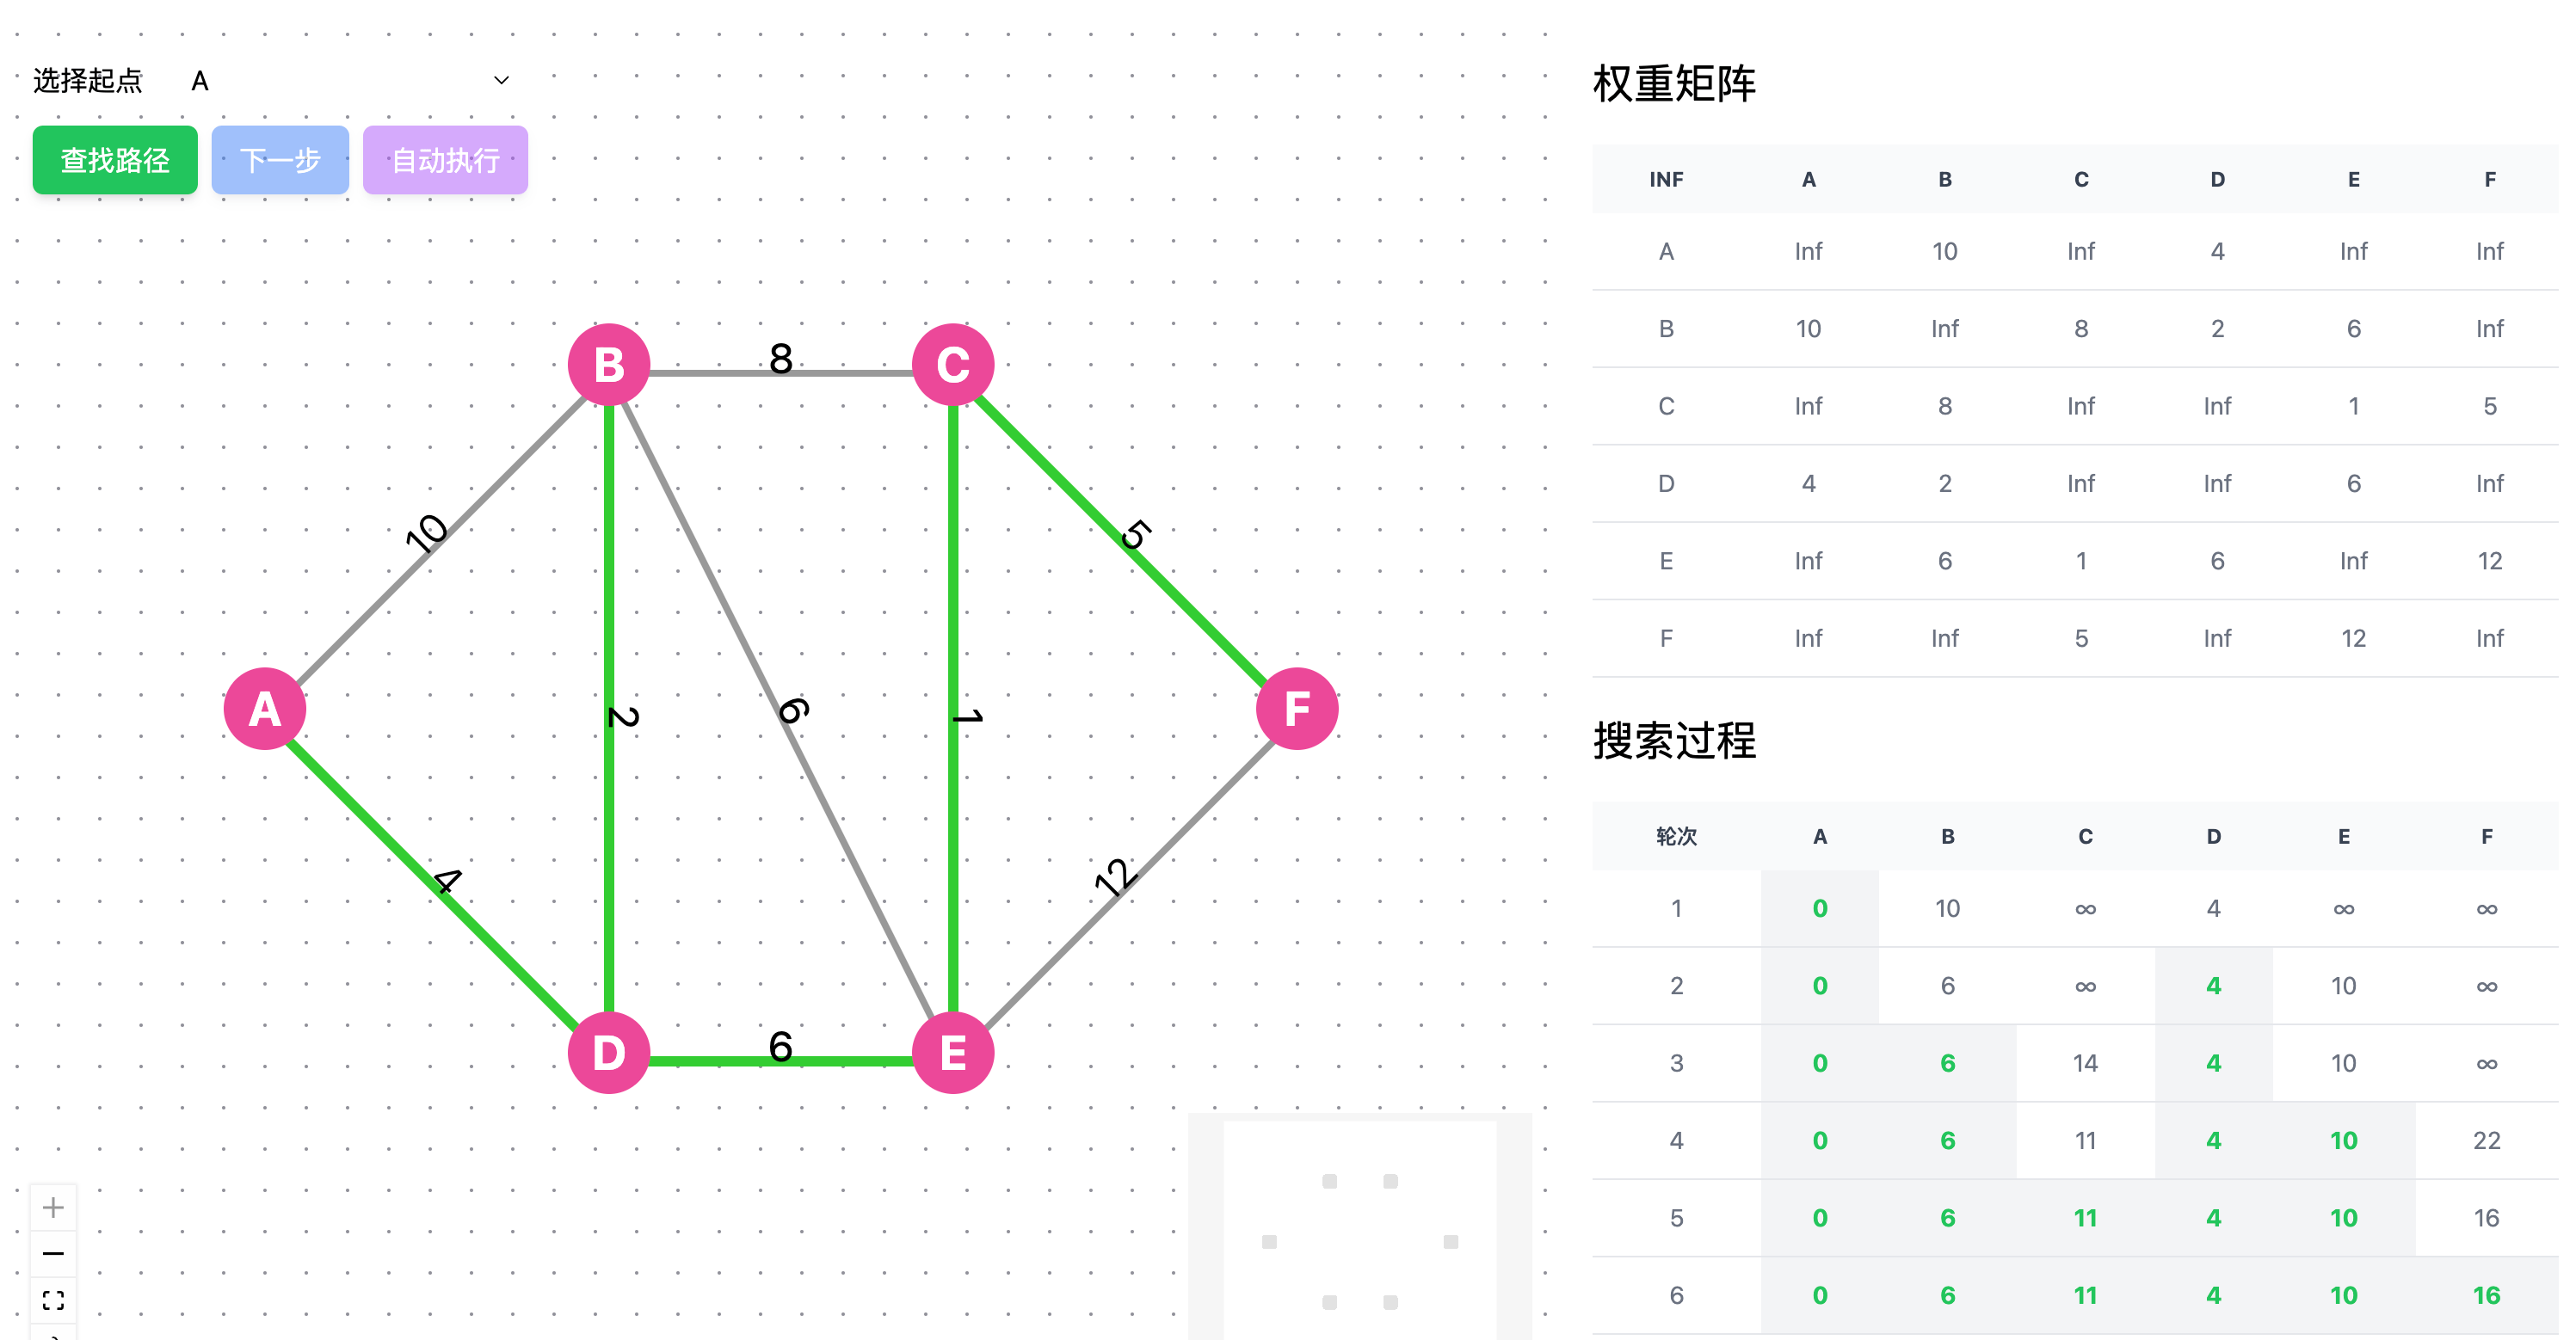 选择起点 A
查找路径 下一步 自动执行
B 8 C
10 5
A 2 6 1 F
4 12
D 6 E
权重矩阵
INF A B C D E F
A Inf 10 Inf 4 Inf Inf
B 10 Inf 8 2 6 Inf
C Inf 8 Inf Inf 1 5
D 4 2 Inf Inf 6 Inf
E Inf 6 1 6 Inf 12
F Inf Inf 5 Inf 12 Inf
搜索过程
轮次 A B C D E F
1 0 10 ∞ 4 ∞ ∞
2 0 6 ∞ 4 10 ∞
3 0 6 14 4 10 ∞
4 0 6 11 4 10 22
5 0 6 11 4 10 16
6 0 6 11 4 10 16